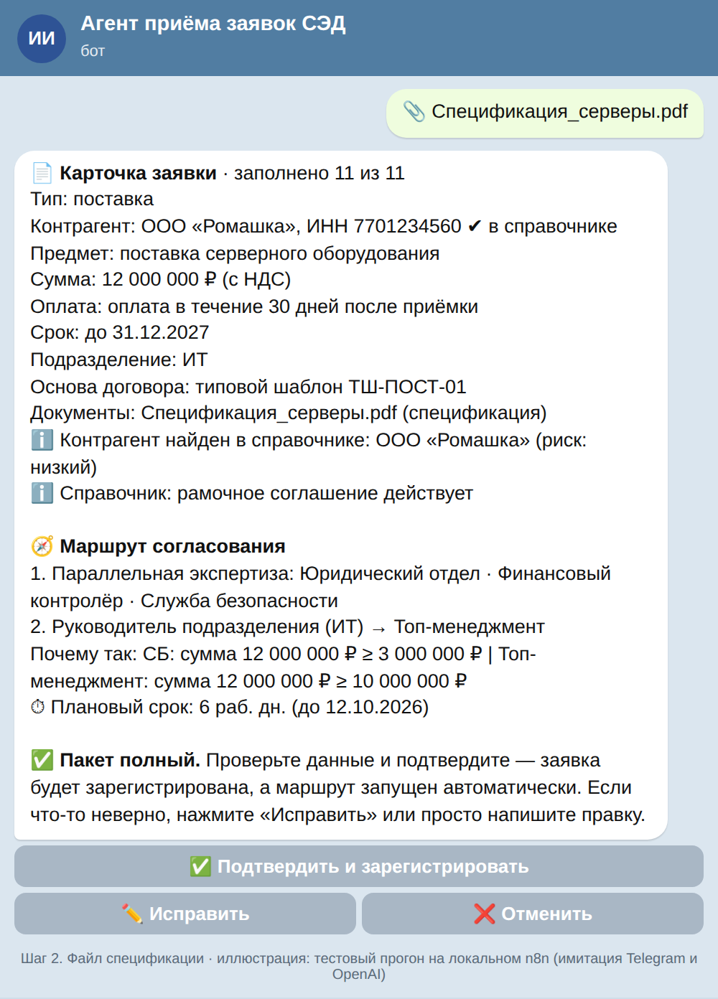 ИИ
Агент приёма заявок СЭД
бот
📎 Спецификация_серверы.pdf
📄 Карточка заявки · заполнено 11 из 11
Тип: поставка
Контрагент: ООО «Ромашка», ИНН 7701234560 ✔ в справочнике
Предмет: поставка серверного оборудования
Сумма: 12 000 000 ₽ (с НДС)
Оплата: оплата в течение 30 дней после приёмки
Срок: до 31.12.2027
Подразделение: ИТ
Основа договора: типовой шаблон ТШ-ПОСТ-01
Документы: Спецификация_серверы.pdf (спецификация)
ℹ️ Контрагент найден в справочнике: ООО «Ромашка» (риск:
низкий)
ℹ️ Справочник: рамочное соглашение действует
🧭 Маршрут согласования
1. Параллельная экспертиза: Юридический отдел · Финансовый
контролёр · Служба безопасности
2. Руководитель подразделения (ИТ) → Топ-менеджмент
Почему так: СБ: сумма 12 000 000 ₽ ≥ 3 000 000 ₽ | Топ-
менеджмент: сумма 12 000 000 ₽ ≥ 10 000 000 ₽
⏱ Плановый срок: 6 раб. дн. (до 12.10.2026)
✅ Пакет полный. Проверьте данные и подтвердите — заявка
будет зарегистрирована, а маршрут запущен автоматически. Если
что-то неверно, нажмите «Исправить» или просто напишите правку.
✅ Подтвердить и зарегистрировать
✏️ Исправить
❌ Отменить
Шаг 2. Файл спецификации · иллюстрация: тестовый прогон на локальном n8n (имитация Telegram и
OpenAI)